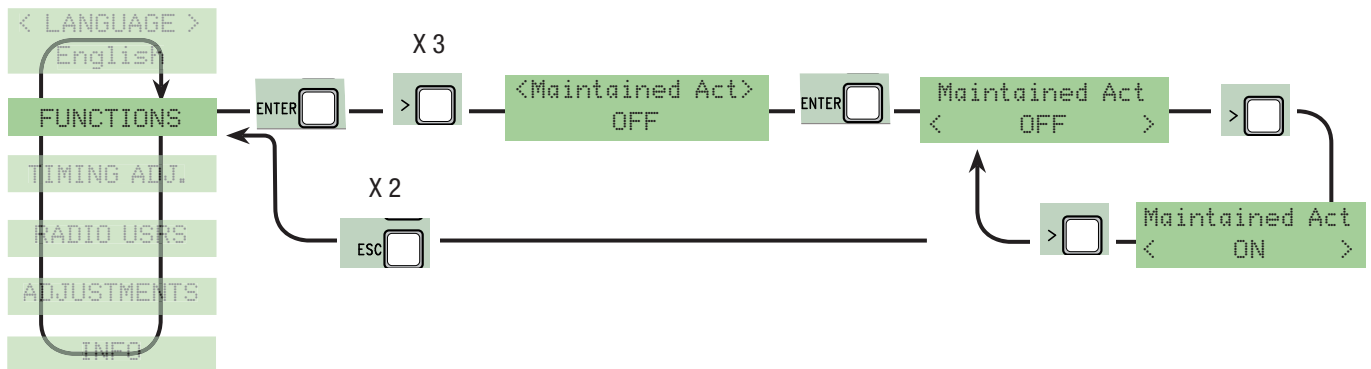 < LANGUAGE >
English
FUNCTIONS
TIMING ADJ.
RADIO USRS
ADJUSTMENTS
INFO
ENTER
X 3
>
<Maintained Act>
OFF
ENTER
Maintained Act
< OFF >
>
Maintained Act
< ON >
>
X 2
ESC